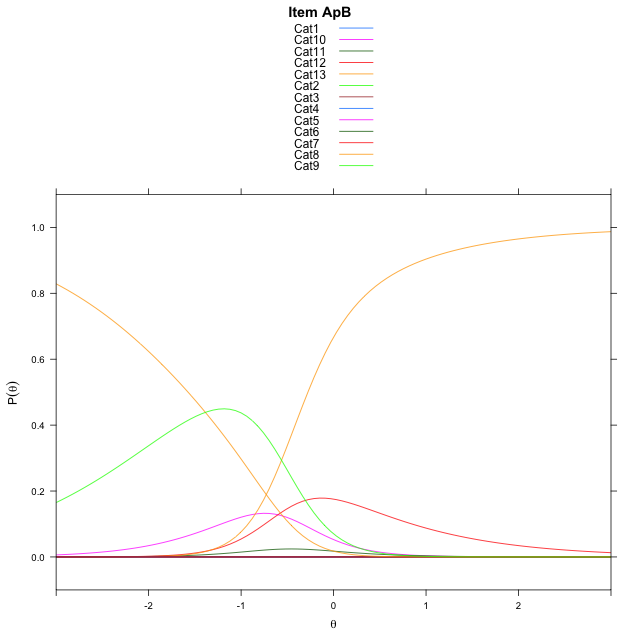 Item ApB
Cat1
Cat10
Cat11
Cat12
Cat13
Cat2
Cat3
Cat4
Cat5
Cat6
Cat7
Cat8
Cat9
1.0
0.8
0.6
0.4
0.2
0.0
P(θ)
-2 -1 0 1 2
θ